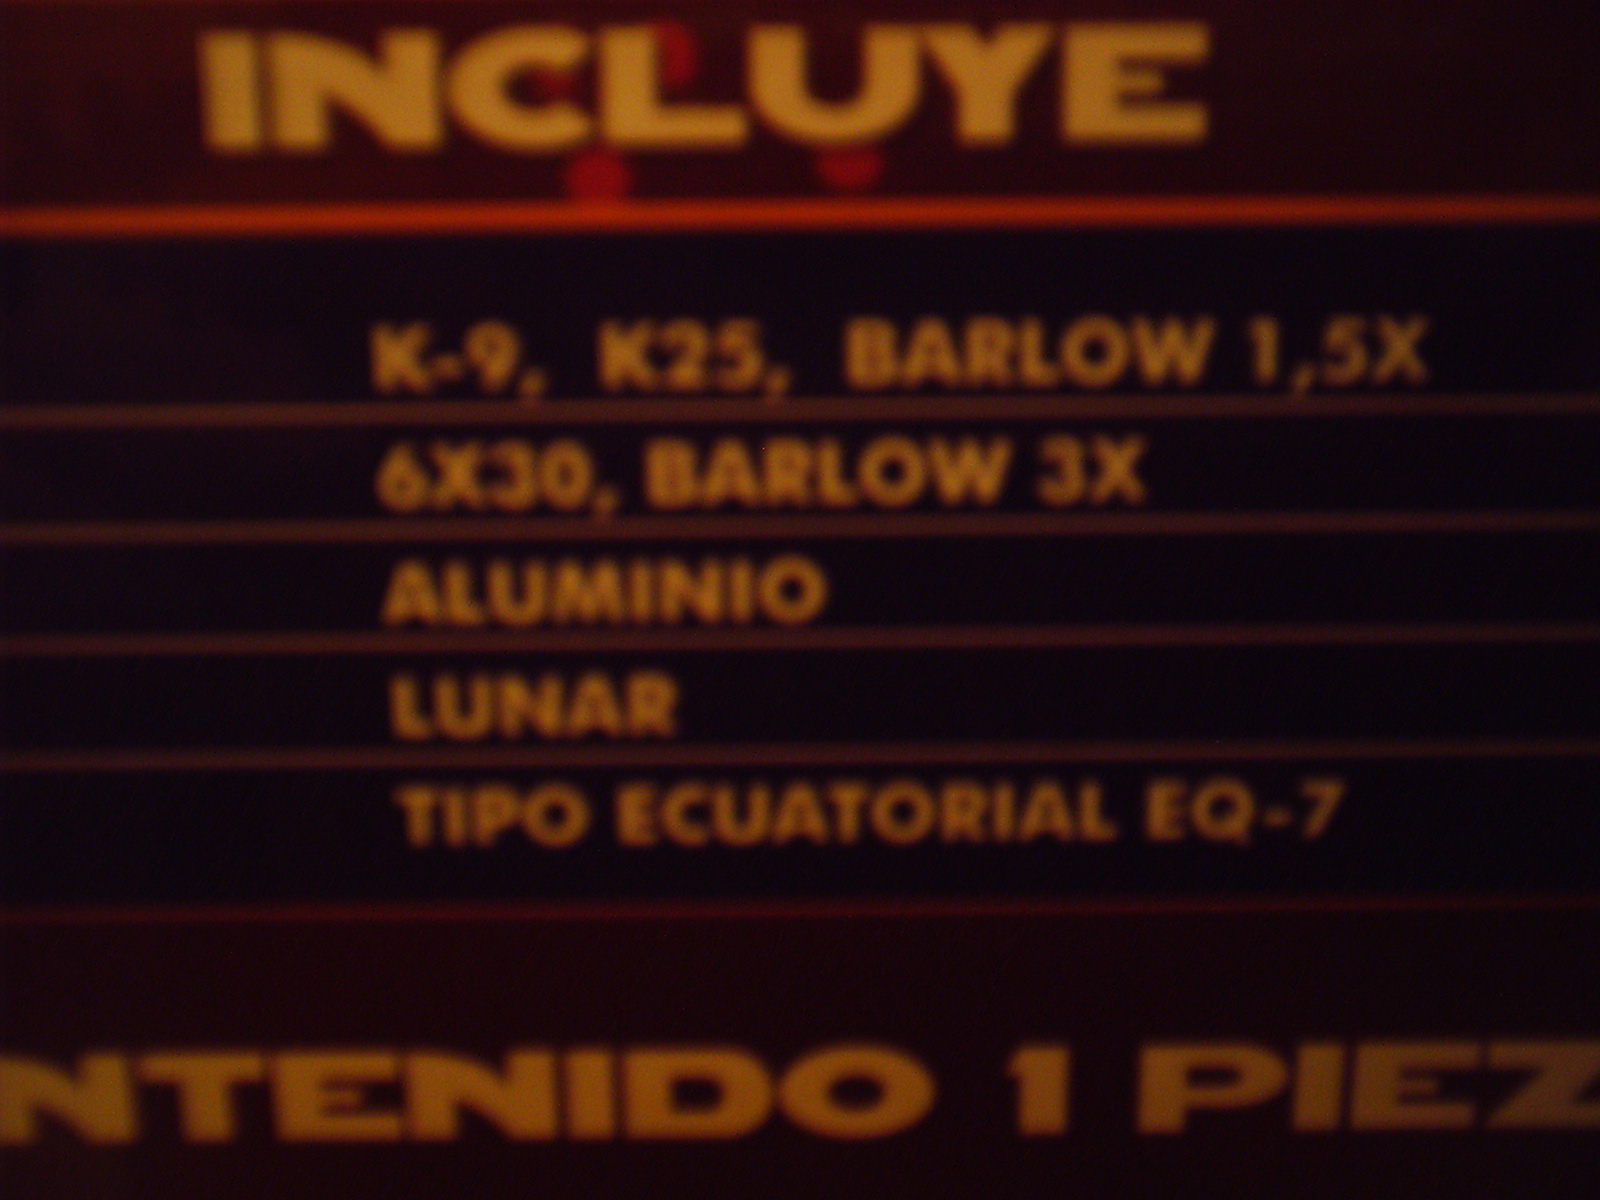 INCLUYE
K-9, K25, BARLOW 1,5X
6X30, BARLOW 3X
ALUMINIO
LUNAR
TIPO ECUATORIAL EQ-7
NTENIDO 1 PIEZ